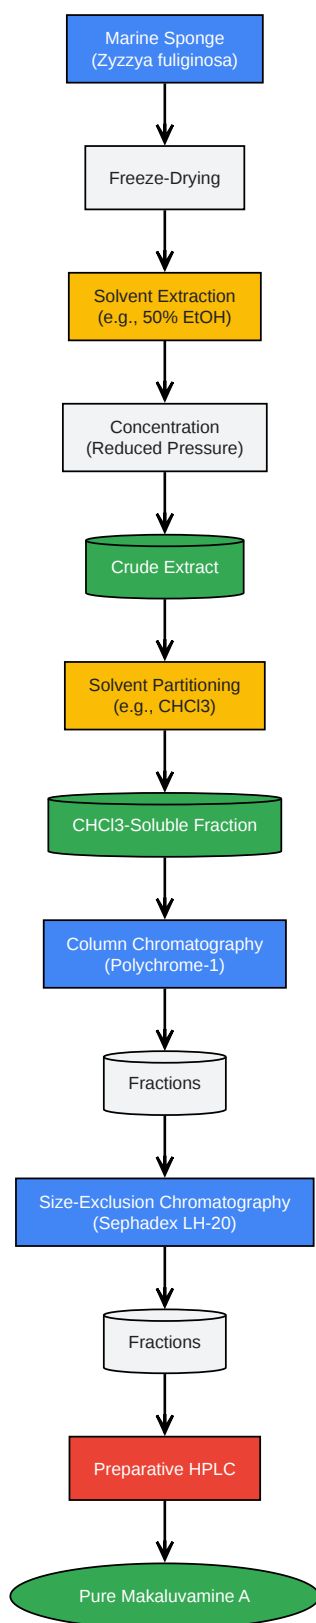 Marine Sponge
(Zyzzya fuliginosa)
Freeze-Drying
Solvent Extraction
(e.g., 50% EtOH)
Concentration
(Reduced Pressure)
Crude Extract
Solvent Partitioning
(e.g., CHCl3)
CHCl3-Soluble Fraction
Column Chromatography
(Polychrome-1)
Fractions
Size-Exclusion Chromatography
(Sephadex LH-20)
Fractions
Preparative HPLC
Pure Makaluvamine A